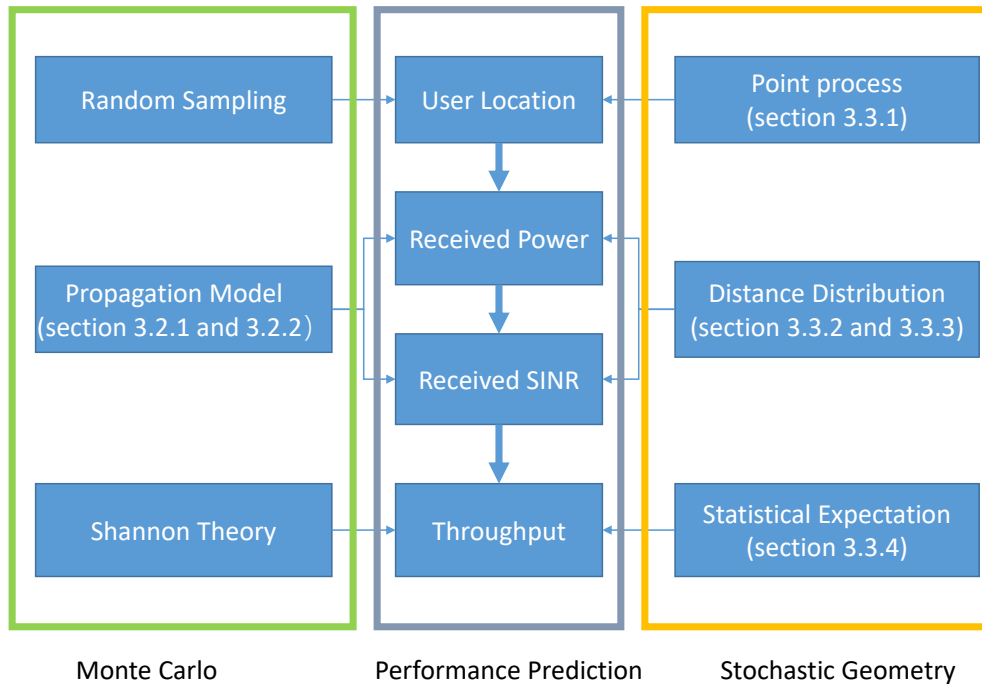 Random Sampling
User Location
Point process
(section 3.3.1)
Received Power
Propagation Model
(section 3.2.1 and 3.2.2）
Distance Distribution
(section 3.3.2 and 3.3.3)
Received SINR
Shannon Theory
Throughput
Statistical Expectation
(section 3.3.4)
Monte Carlo
Performance Prediction
Stochastic Geometry